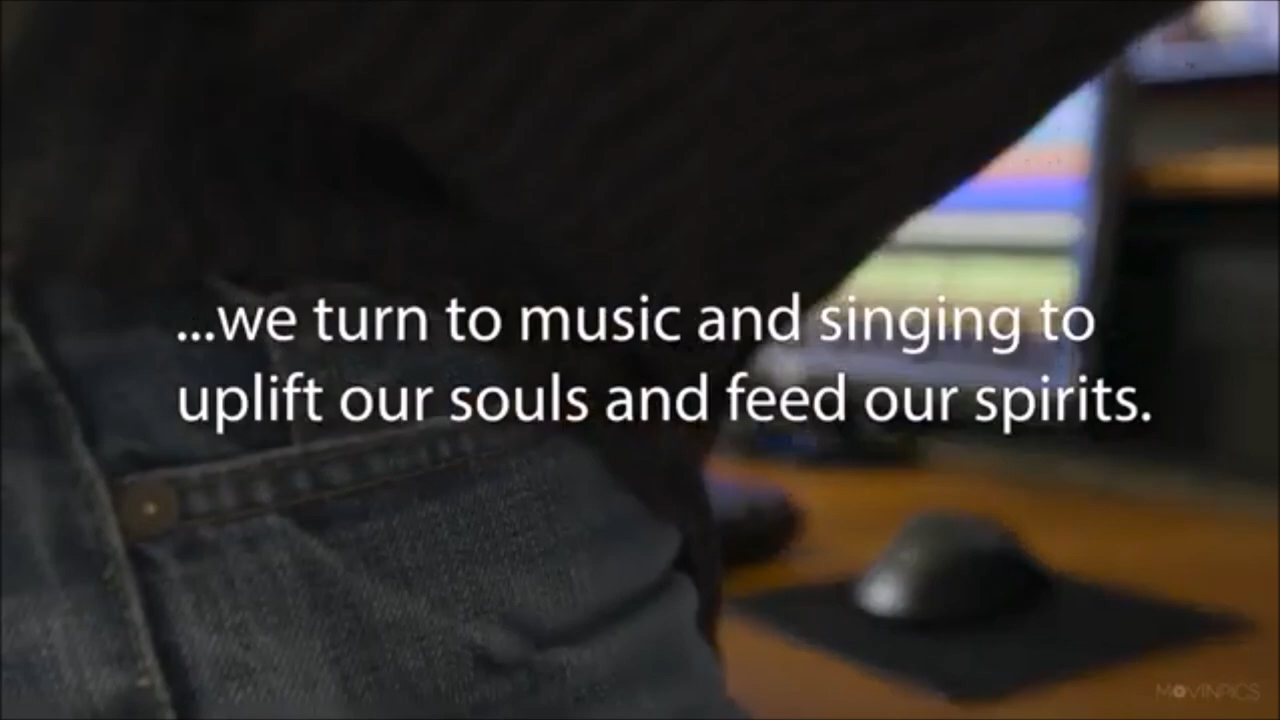 ...we turn to music and singing to
uplift our souls and feed our spirits.
MOVINPICS